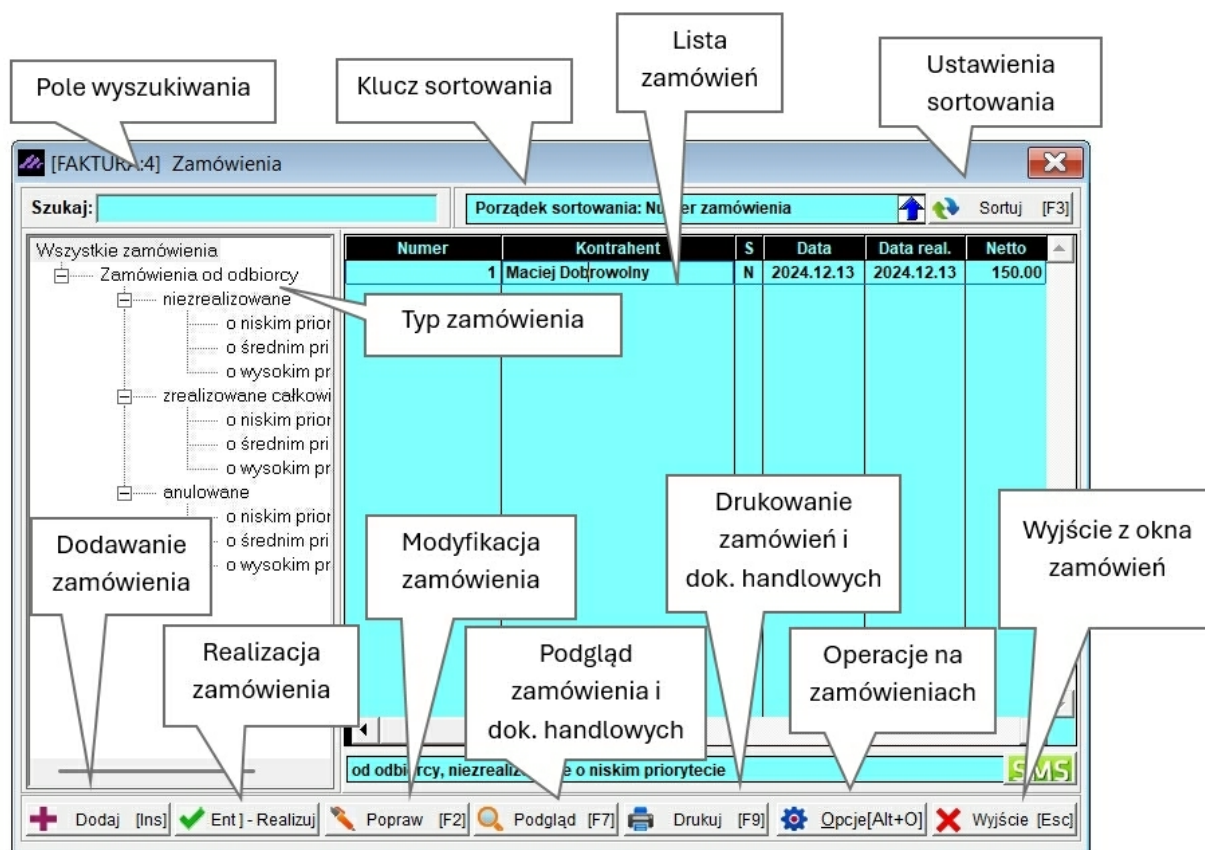 Lista
zamówień
Ustawienia
sortowania
Pole wyszukiwania
Klucz sortowania
[FAKTURA:4] Zamówienia
Szukaj:
Porządek sortowania: Numer zamówienia
Sortuj [F3]
Wszystkie zamówienia
Zamówienia od odbiorcy
niezrealizowane
o niskim prior
o średnim pri
o wysokim pr
zrealizowane całkowi
o niskim prior
o średnim pri
o wysokim pr
anulowane
o niskim prior
o średnim pri
o wysokim pr
Numer Kontrahent S Data Data real. Netto
1 Maciej Dobrowolny N 2024.12.13 2024.12.13 150.00
Typ zamówienia
Dodawanie
zamówienia
Modyfikacja
zamówienia
Drukowanie
zamówień i
dok. handlowych
Wyjście z okna
zamówień
Realizacja
zamówienia
Podgląd
zamówienia i
dok. handlowych
Operacje na
zamówieniach
od odbiorcy, niezrealizowane o niskim priorytecie
SMS
Dodaj [Ins] Ent ] - Realizuj Popraw [F2] Podgląd [F7] Drukuj [F9] Opcje[Alt+O] Wyjście [Esc]